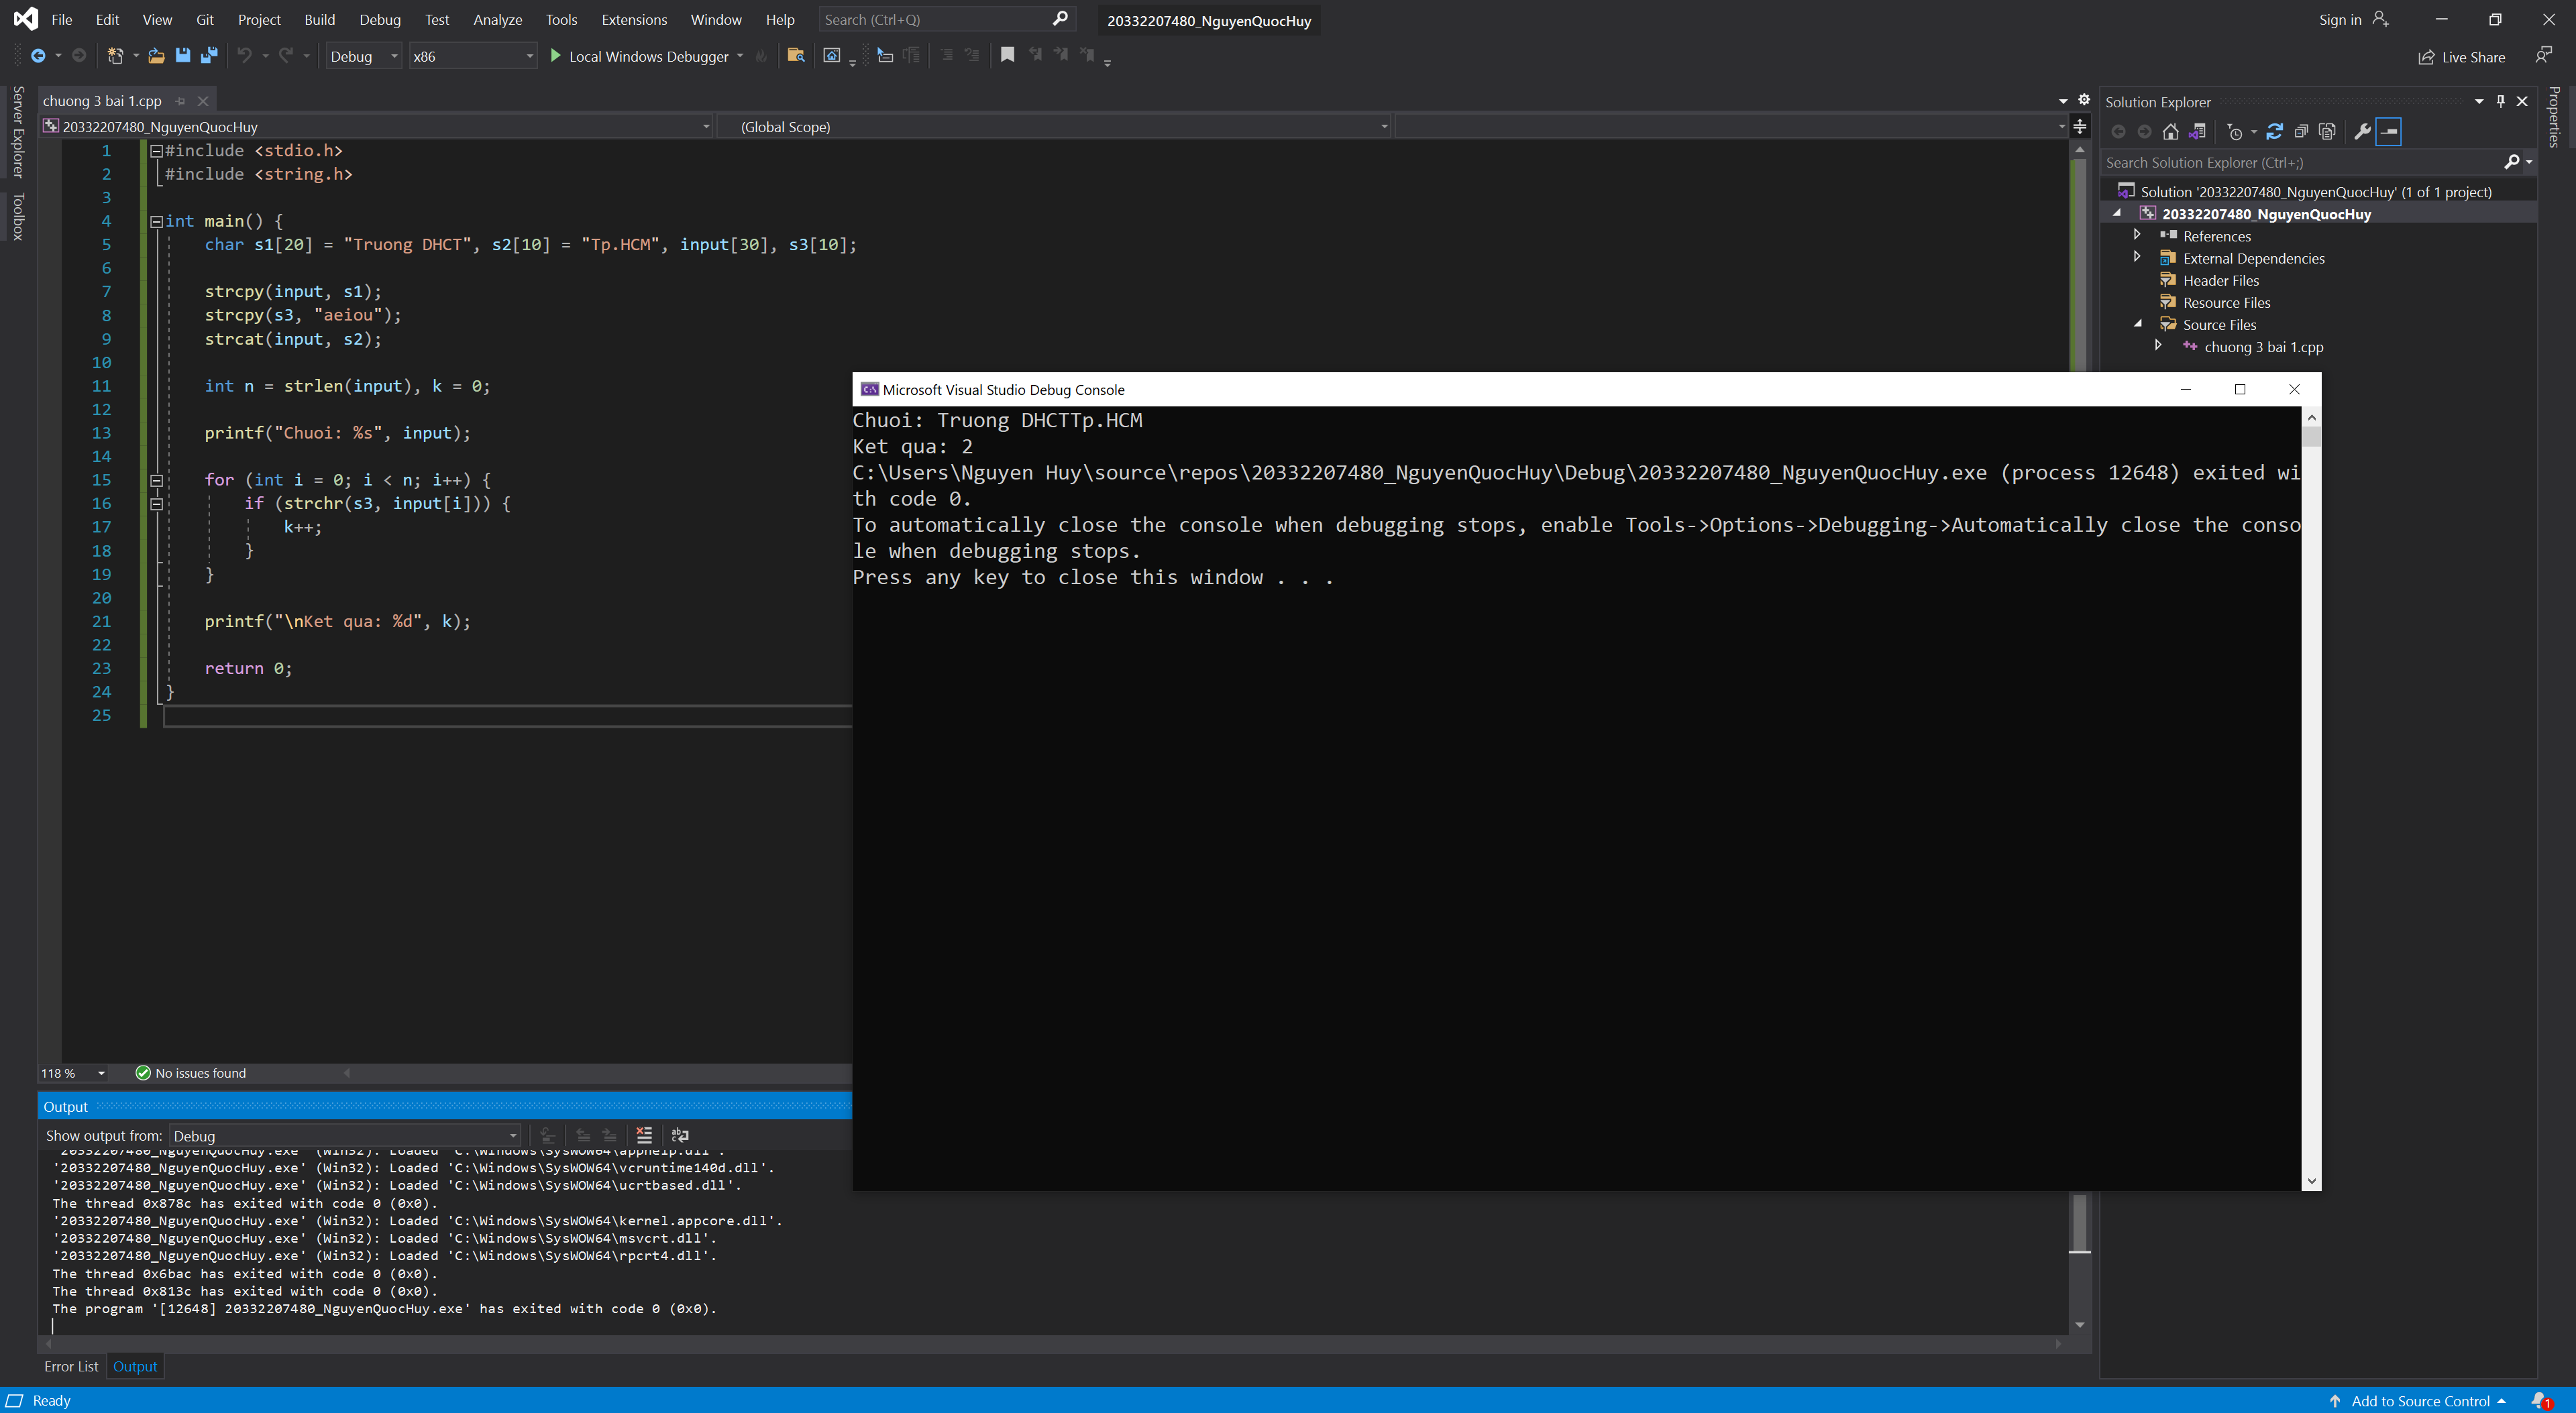 File Edit View Git Project Build Debug Test Analyze Tools Extensions Window Help Search (Ctrl+Q) 20332207480_NguyenQuocHuy Sign in
Debug x86 Local Windows Debugger Live Share
Server Explorer
Toolbox
chuong 3 bai 1.cpp
20332207480_NguyenQuocHuy (Global Scope)
1 #include <stdio.h>
2 #include <string.h>
3
4 int main() {
5 char s1[20] = "Truong DHCT", s2[10] = "Tp.HCM", input[30], s3[10];
6
7 strcpy(input, s1);
8 strcpy(s3, "aeiou");
9 strcat(input, s2);
10
11 int n = strlen(input), k = 0;
12
13 printf("Chuoi: %s", input);
14
15 for (int i = 0; i < n; i++) {
16 if (strchr(s3, input[i])) {
17 k++;
18 }
19 }
20
21 printf("\nKet qua: %d", k);
22
23 return 0;
24 }
25
118 % No issues found
Microsoft Visual Studio Debug Console
Chuoi: Truong DHCTTp.HCM
Ket qua: 2
C:\Users\Nguyen Huy\source\repos\20332207480_NguyenQuocHuy\Debug\20332207480_NguyenQuocHuy.exe (process 12648) exited wi
th code 0.
To automatically close the console when debugging stops, enable Tools->Options->Debugging->Automatically close the conso
le when debugging stops.
Press any key to close this window . . .
Solution Explorer
Search Solution Explorer (Ctrl+;)
Solution '20332207480_NguyenQuocHuy' (1 of 1 project)
20332207480_NguyenQuocHuy
References
External Dependencies
Header Files
Resource Files
Source Files
chuong 3 bai 1.cpp
Properties
Output
Show output from: Debug
'20332207480_NguyenQuocHuy.exe' (Win32): Loaded 'C:\Windows\SysWOW64\apphelp.dll'.
'20332207480_NguyenQuocHuy.exe' (Win32): Loaded 'C:\Windows\SysWOW64\vcruntime140d.dll'.
'20332207480_NguyenQuocHuy.exe' (Win32): Loaded 'C:\Windows\SysWOW64\ucrtbased.dll'.
The thread 0x878c has exited with code 0 (0x0).
'20332207480_NguyenQuocHuy.exe' (Win32): Loaded 'C:\Windows\SysWOW64\kernel.appcore.dll'.
'20332207480_NguyenQuocHuy.exe' (Win32): Loaded 'C:\Windows\SysWOW64\msvcrt.dll'.
'20332207480_NguyenQuocHuy.exe' (Win32): Loaded 'C:\Windows\SysWOW64\rpcrt4.dll'.
The thread 0x6bac has exited with code 0 (0x0).
The thread 0x813c has exited with code 0 (0x0).
The program '[12648] 20332207480_NguyenQuocHuy.exe' has exited with code 0 (0x0).
Error List Output
Ready Add to Source Control 1